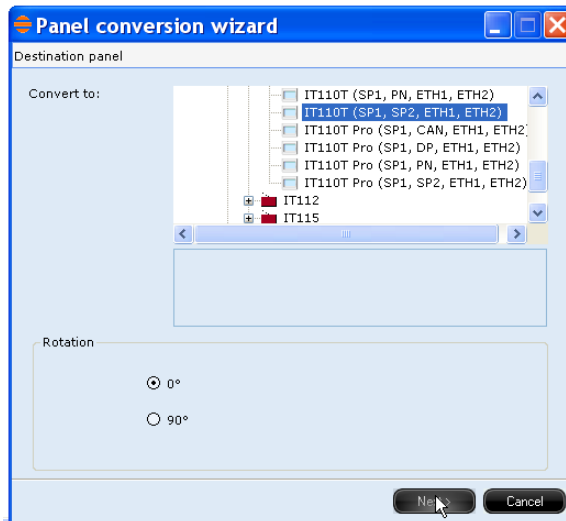 Panel conversion wizard
Destination panel
Convert to:
IT110T (SP1, PN, ETH1, ETH2)
IT110T (SP1, SP2, ETH1, ETH2)
IT110T Pro (SP1, CAN, ETH1, ETH2
IT110T Pro (SP1, DP, ETH1, ETH2)
IT110T Pro (SP1, PN, ETH1, ETH2)
IT110T Pro (SP1, SP2, ETH1, ETH2)
IT112
IT115
Rotation
0°
90°
Next >
Cancel